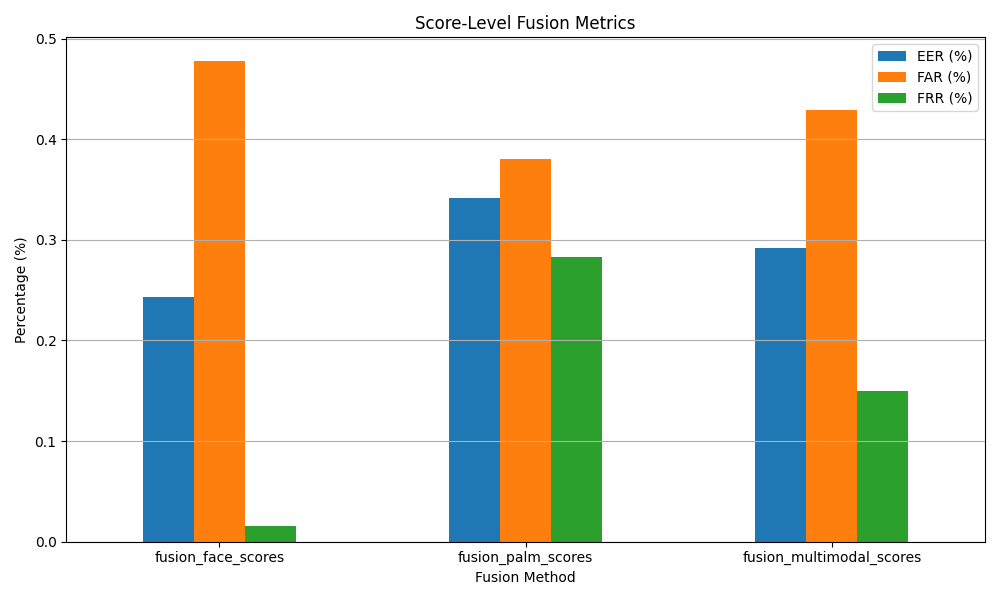 Score-Level Fusion Metrics
EER (%)
FAR (%)
FRR (%)
Percentage (%)
0.5
0.4
0.3
0.2
0.1
0.0
fusion_face_scores
fusion_palm_scores
fusion_multimodal_scores
Fusion Method